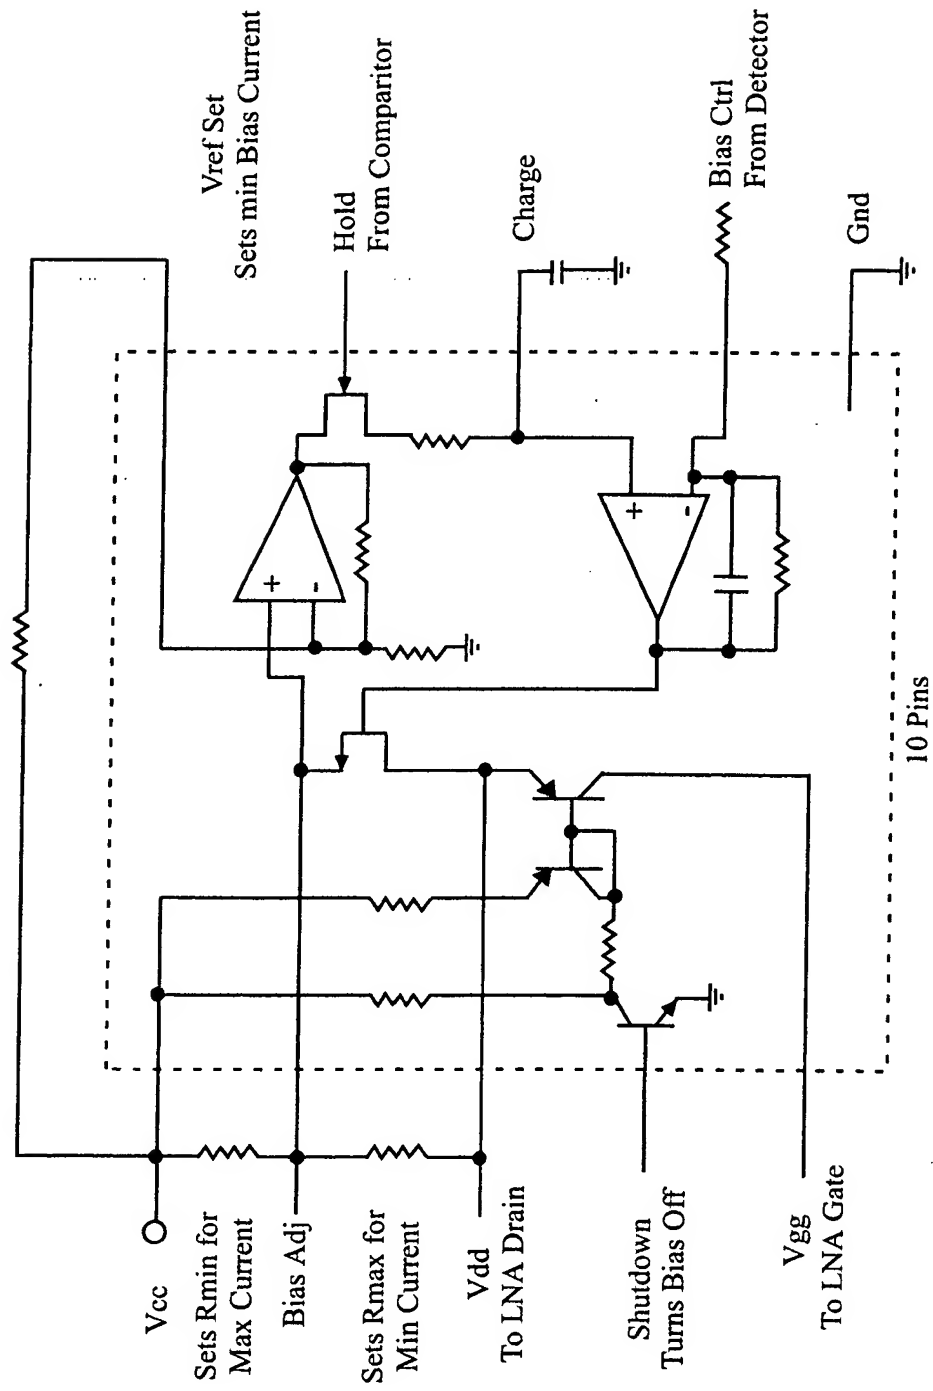 Vcc
Sets Rmin for
Max Current
Bias Adj
Sets Rmax for
Min Current
Vdd
To LNA Drain
Shutdown
Turns Bias Off
Vgg
To LNA Gate
Vref Set
Sets min Bias Current
Hold
From Comparitor
Charge
Bias Ctrl
From Detector
Gnd
+
-
+
-
10 Pins